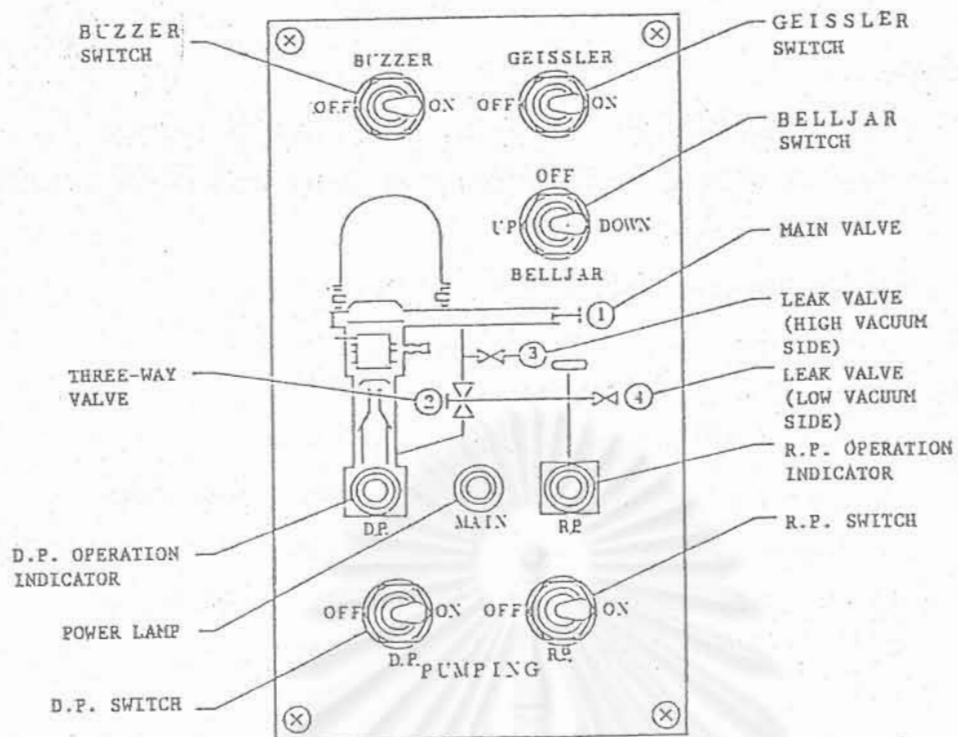 BUZZER
SWITCH
GEISSLER
SWITCH
BUZZER
OFF ON
GEISSLER
OFF ON
BELLJAR
SWITCH
OFF
UP DOWN
BELLJAR
MAIN VALVE
1
LEAK VALVE
(HIGH VACUUM
SIDE)
3
THREE-WAY
VALVE
2
4
LEAK VALVE
(LOW VACUUM
SIDE)
R.P. OPERATION
INDICATOR
D.P. MAIN R.P.
D.P. OPERATION
INDICATOR
R.P. SWITCH
OFF ON
OFF ON
POWER LAMP
D.P. R.P.
PUMPING
D.P. SWITCH